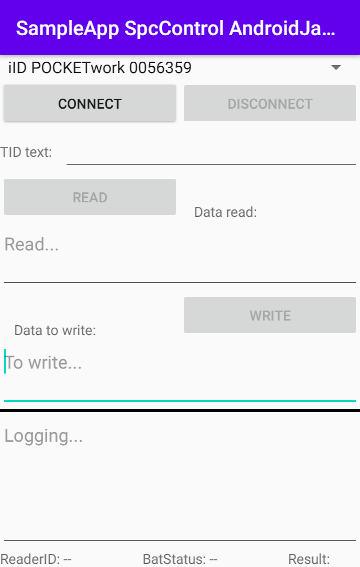 SampleApp SpcControl AndroidJa...
iID POCKETwork 0056359
CONNECT
DISCONNECT
TID text:
READ
Data read:
Read...
WRITE
Data to write:
To write...
Logging...
ReaderID: --
BatStatus: --
Result: